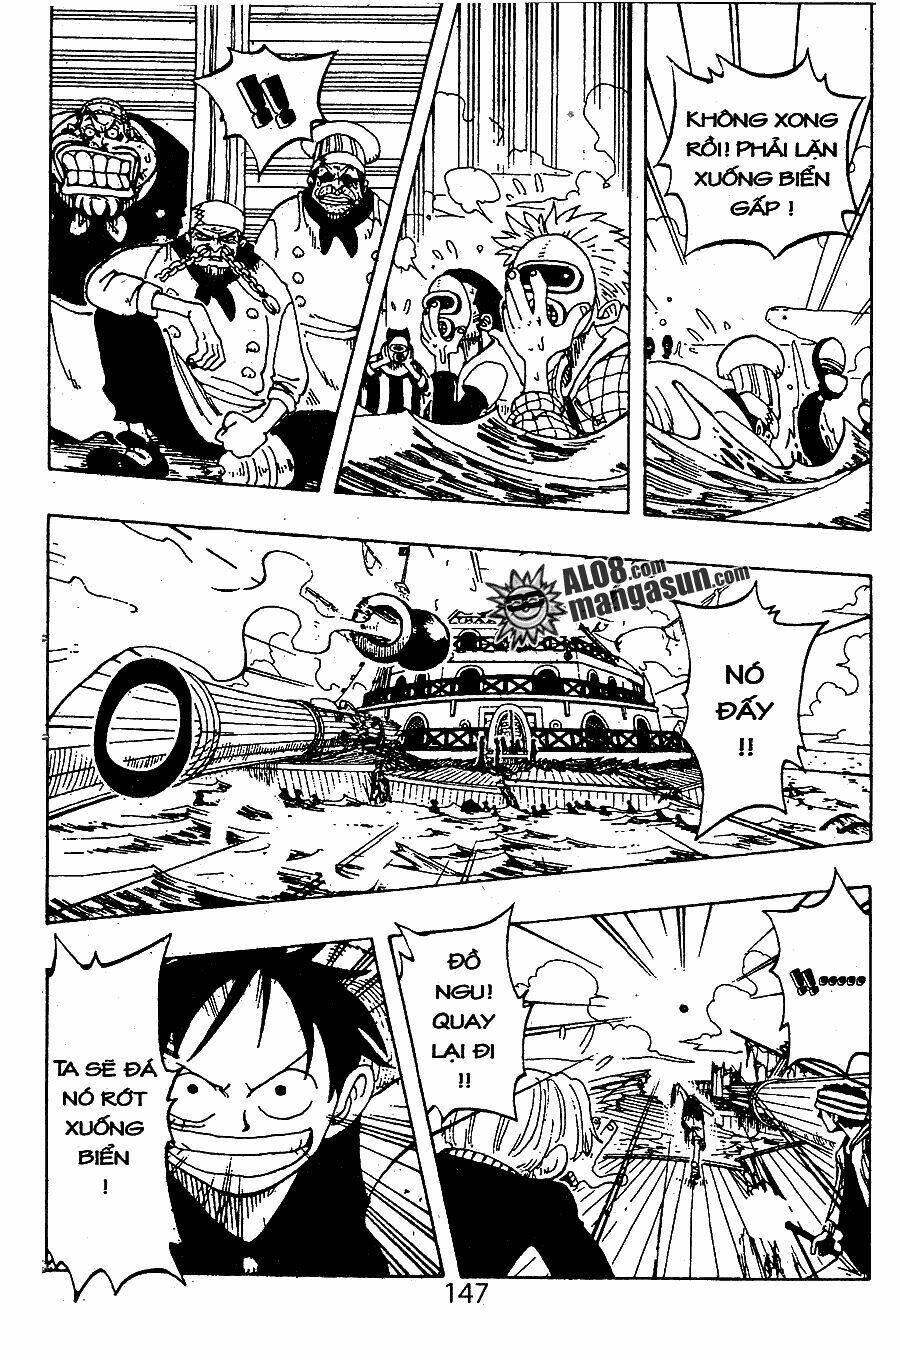 KHÔNG XONG
RỒI! PHẢI LẶN
XUỐNG BIỂN
GẤP !
!!
AL08.com
mangasun.com
NÓ
ĐẤY
!!
!!......
ĐỒ
NGU!
QUAY
LẠI ĐI
!!
TA SẼ ĐÁ
NÓ RỚT
XUỐNG
BIỂN
!
147